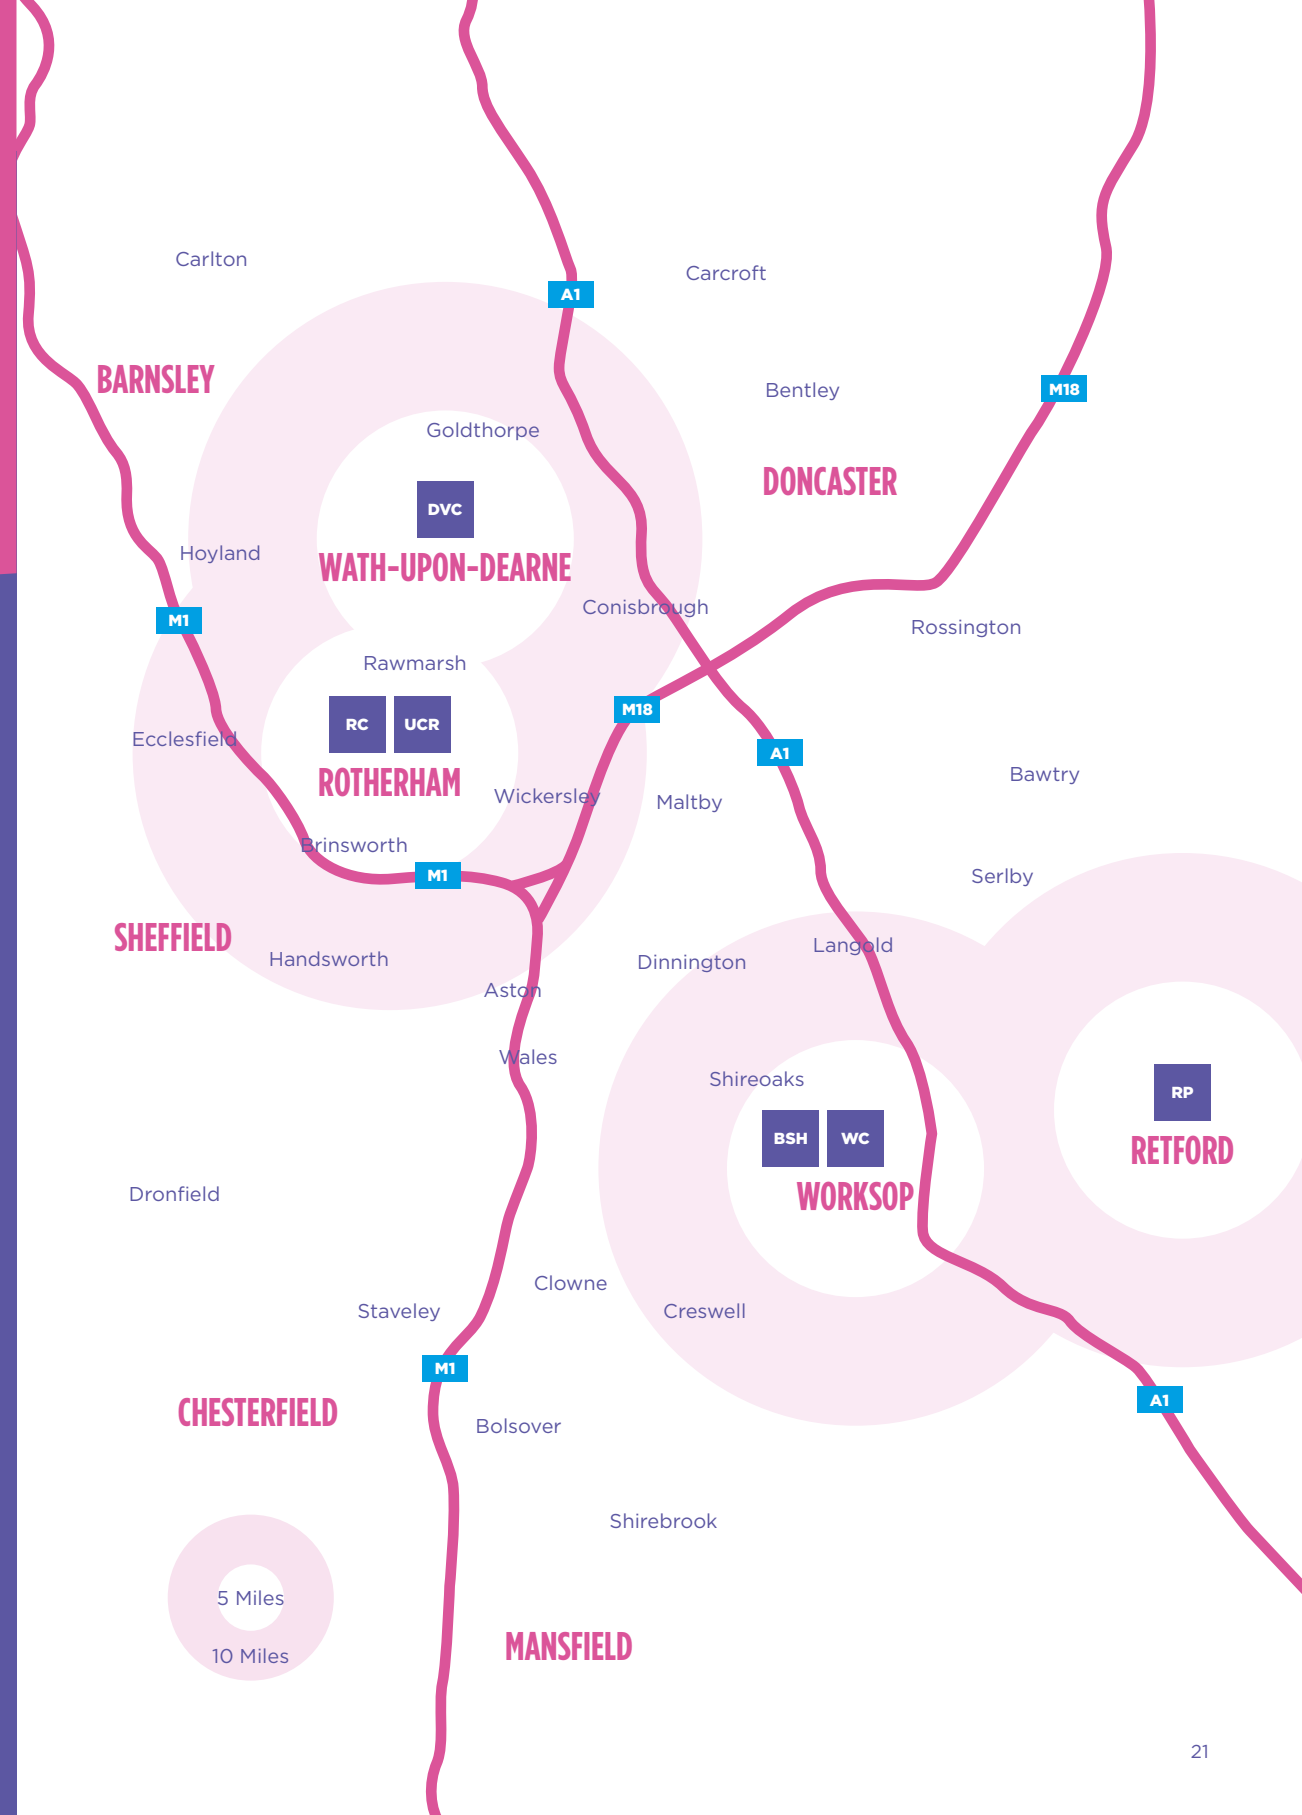 Carlton
Carcroft
A1
BARNSLEY
Bentley
M18
Goldthorpe
DONCASTER
DVC
Hoyland
WATH-UPON-DEARNE
Conisbrough
M1
Rossington
Rawmarsh
M18
RC
UCR
Ecclesfield
A1
ROTHERHAM
Bawtry
Wickersley
Maltby
Brinsworth
M1
Serlby
SHEFFIELD
Langold
Handsworth
Dinnington
Aston
Wales
Shireoaks
RP
BSH
WC
RETFORD
Dronfield
WORKSOP
Clowne
Staveley
Creswell
M1
A1
CHESTERFIELD
Bolsover
Shirebrook
5 Miles
MANSFIELD
10 Miles
21